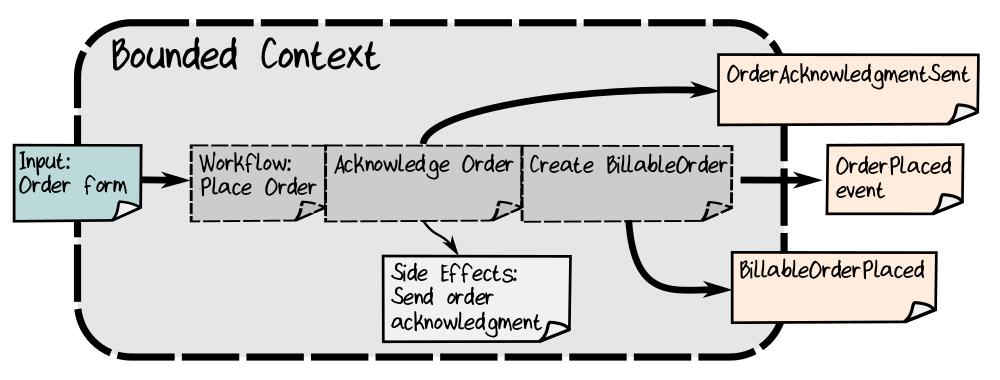 Bounded Context
OrderAcknowledgmentSent
Input:
Order form
Workflow:
Place Order
Acknowledge Order
Create BillableOrder
OrderPlaced
event
Side Effects:
Send order
acknowledgment
BillableOrderPlaced